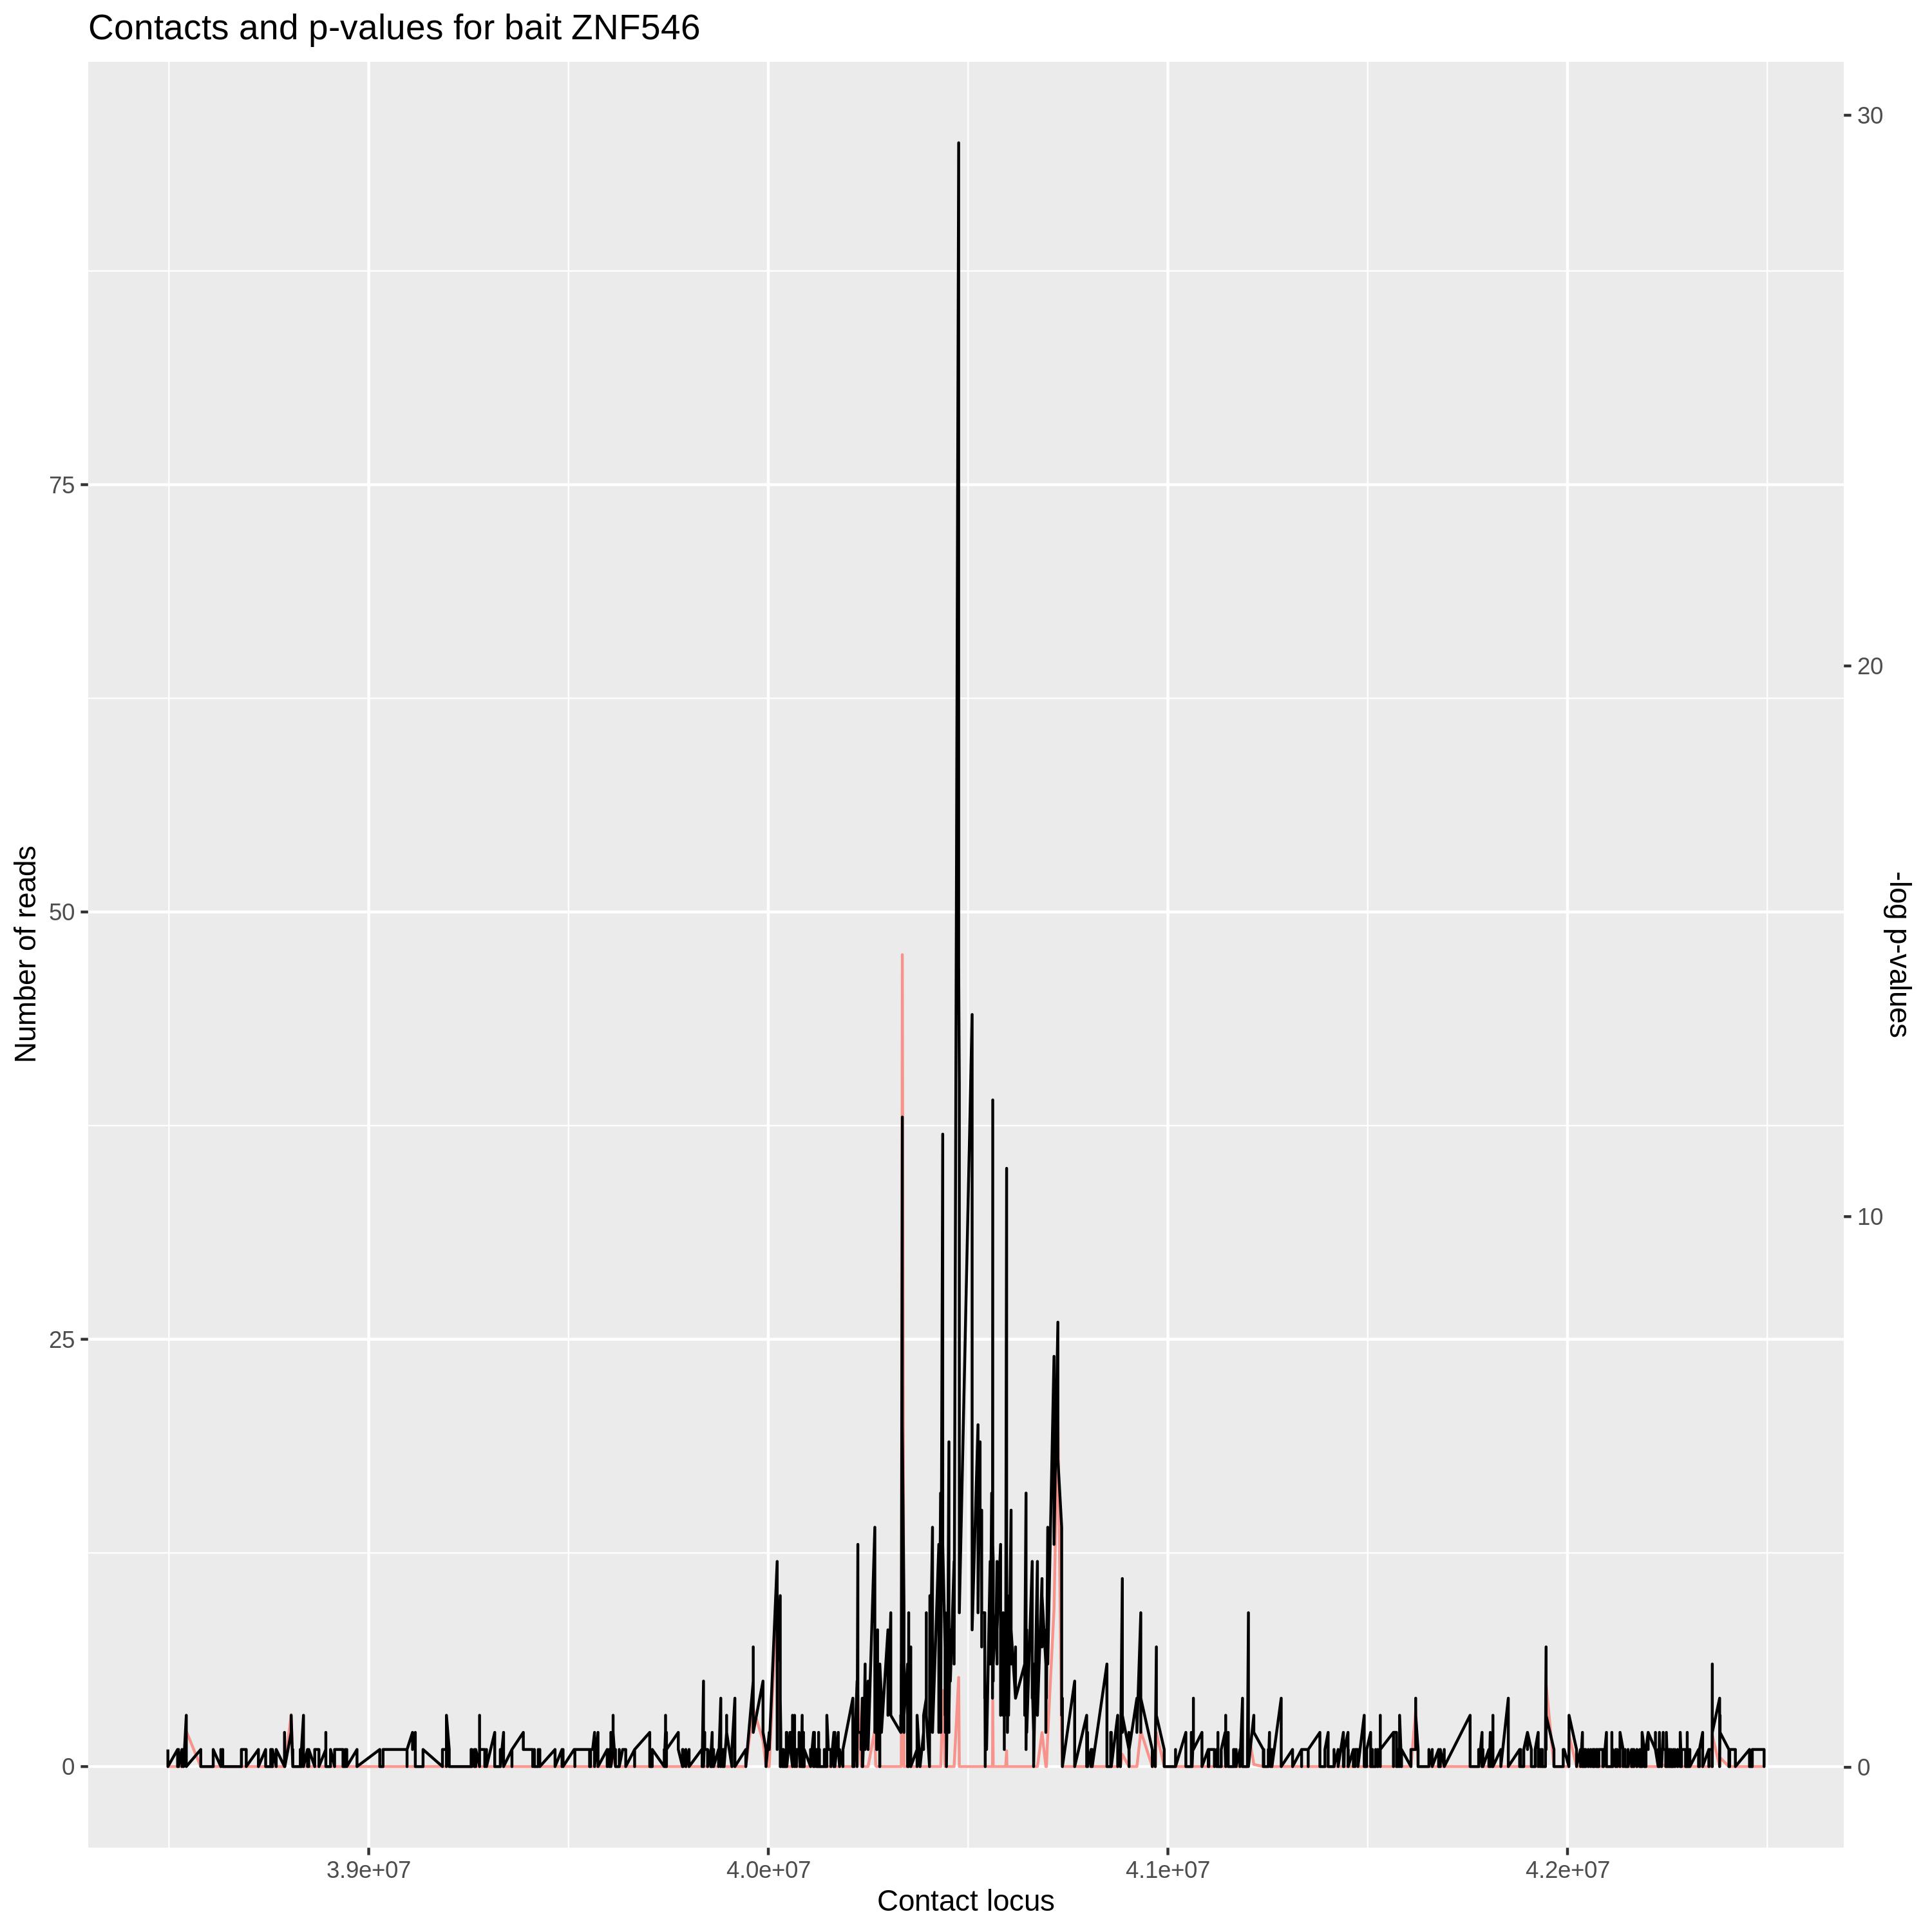 Contacts and p-values for bait ZNF546
Number of reads
75
50
25
0
30
20
10
0
-log p-values
3.9e+07 4.0e+07 4.1e+07 4.2e+07
Contact locus